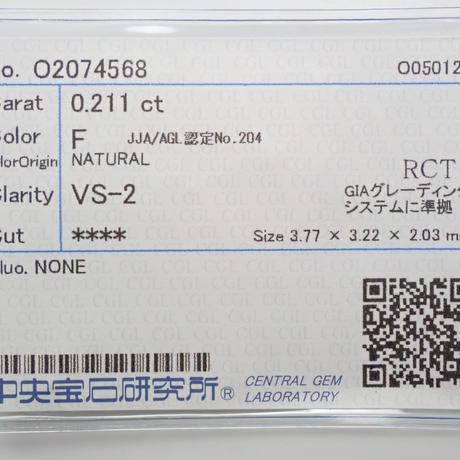 o. O2074568 O05012
arat 0.211 ct
olor F JJA/AGL認定No.204
lorOrigin NATURAL
RCT
larity VS-2
GIAグレーディング
システムに準拠
ut ****
Size 3.77 × 3.22 × 2.03 m
luo. NONE
中央宝石研究所® CENTRAL GEM
LABORATORY